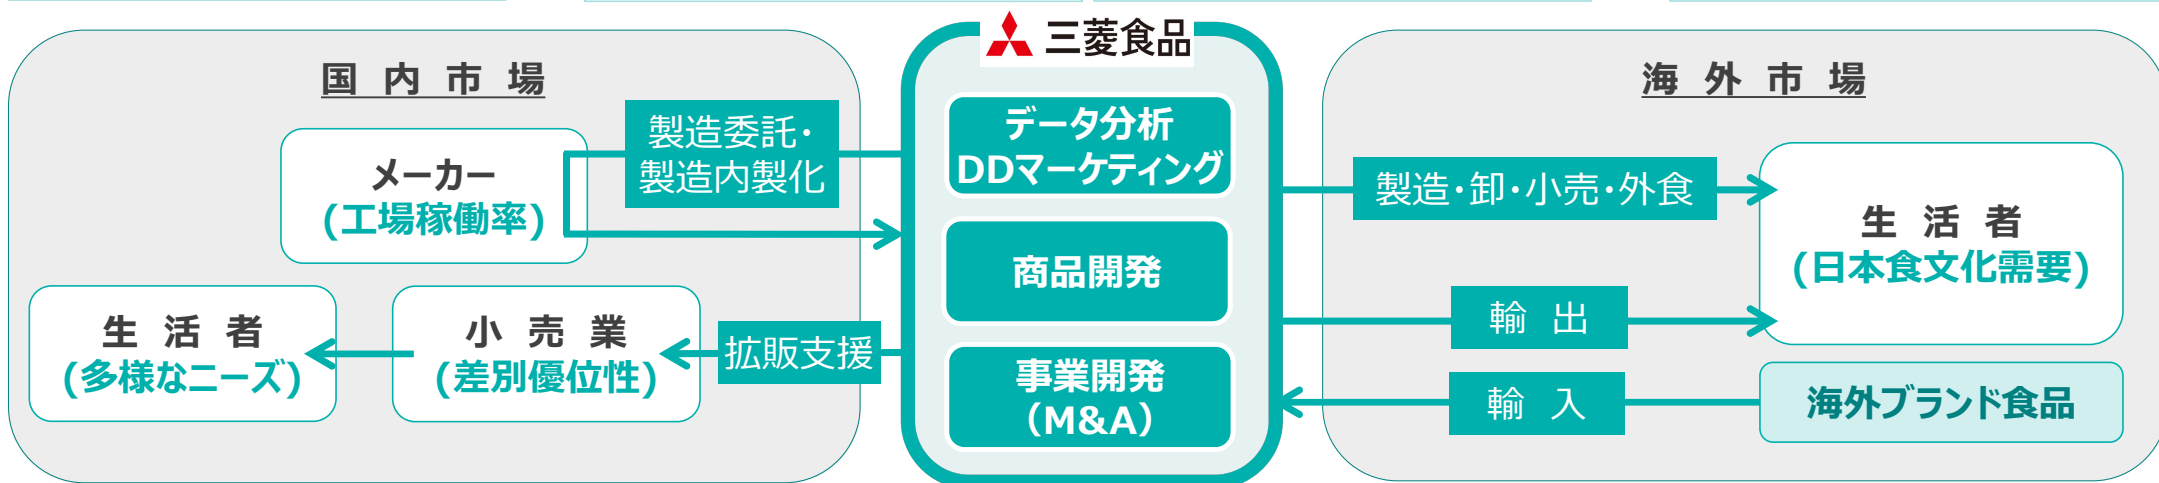 三菱食品
国内市場
製造委託・
製造内製化
メーカー
(工場稼働率)
生活者
(多様なニーズ)
小売業
(差別優位性)
拡販支援
データ分析
DDマーケティング
商品開発
事業開発
（M&A）
海外市場
製造・卸・小売・外食
生活者
(日本食文化需要)
輸出
輸入
海外ブランド食品